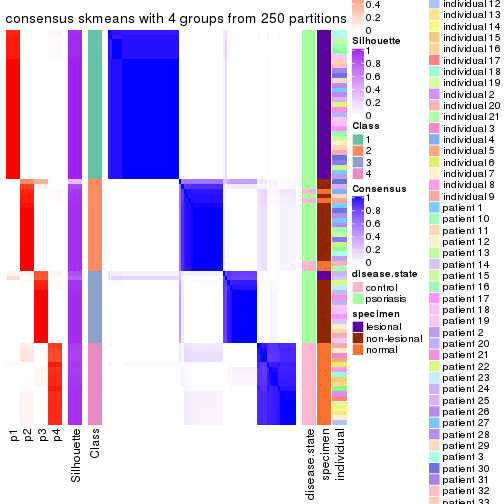 consensus skmeans with 4 groups from 250 partitions
p1
p2
p3
p4
Silhouette
Class
disease.state
specimen
individual
0.4
0.2
0
Silhouette
1
0.8
0.6
0.4
0.2
0
Class
1
2
3
4
Consensus
1
0.8
0.6
0.4
0.2
0
disease.state
control
psoriasis
specimen
lesional
non-lesional
normal
individual 12
individual 13
individual 14
individual 15
individual 16
individual 17
individual 18
individual 19
individual 2
individual 20
individual 21
individual 3
individual 4
individual 5
individual 6
individual 7
individual 8
individual 9
patient 1
patient 10
patient 11
patient 12
patient 13
patient 14
patient 15
patient 16
patient 17
patient 18
patient 19
patient 2
patient 20
patient 21
patient 22
patient 23
patient 24
patient 25
patient 26
patient 27
patient 28
patient 29
patient 3
patient 30
patient 31
patient 32
patient 33